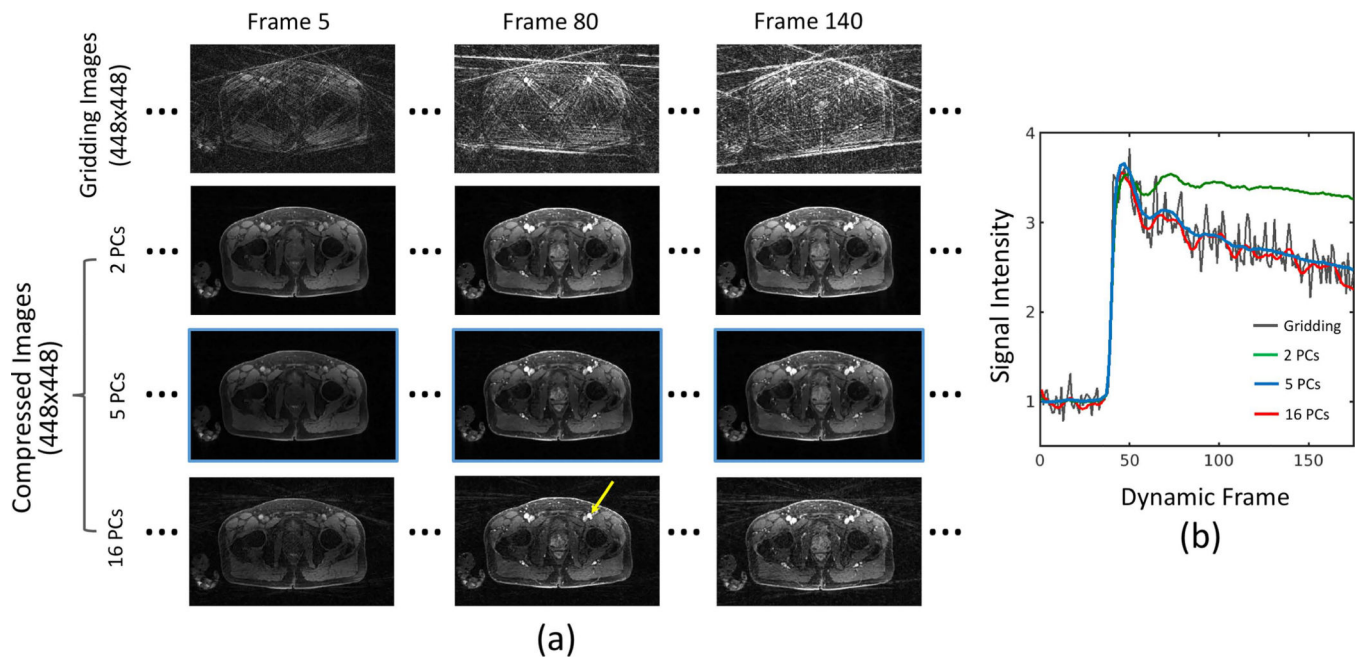 Frame 5
Frame 80
Frame 140
Gridding Images
(448x448)
Compressed Images
(448x448)
2 PCs
5 PCs
16 PCs
(a)
Signal Intensity
4
3
2
1
0
50
100
150
Dynamic Frame
Gridding
2 PCs
5 PCs
16 PCs
(b)